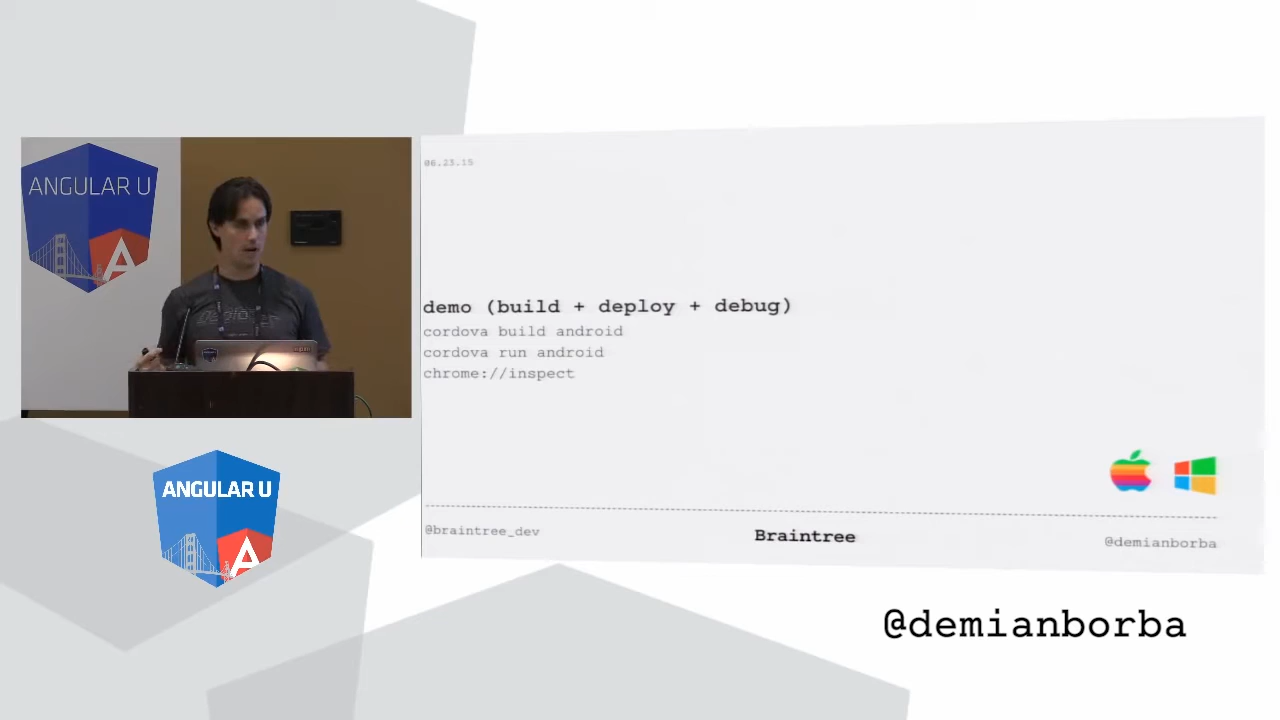 ANGULAR U
06.23.15
demo (build + deploy + debug)
cordova build android
cordova run android
chrome://inspect
@braintree_dev
Braintree
@demianborba
ANGULAR U
A
@demianborba